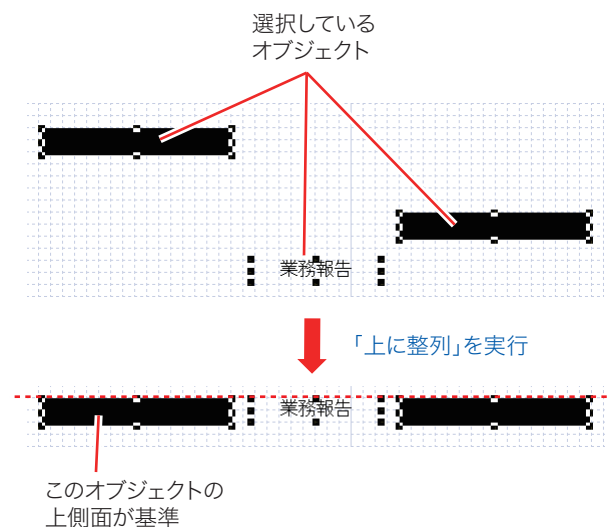 選択している
オブジェクト
業務報告
「上に整列」を実行
業務報告
このオブジェクトの
上側面が基準